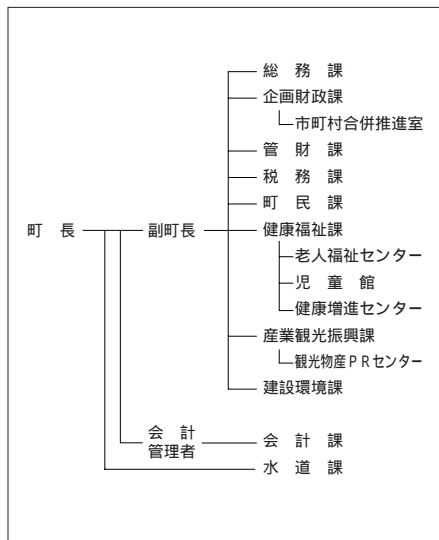 総務課
企画財政課
市町村合併推進室
管財課
税務課
町民課
町長
副町長
健康福祉課
老人福祉センター
児童館
健康増進センター
産業観光振興課
観光物産PRセンター
建設環境課
会計
管理者
会計課
水道課